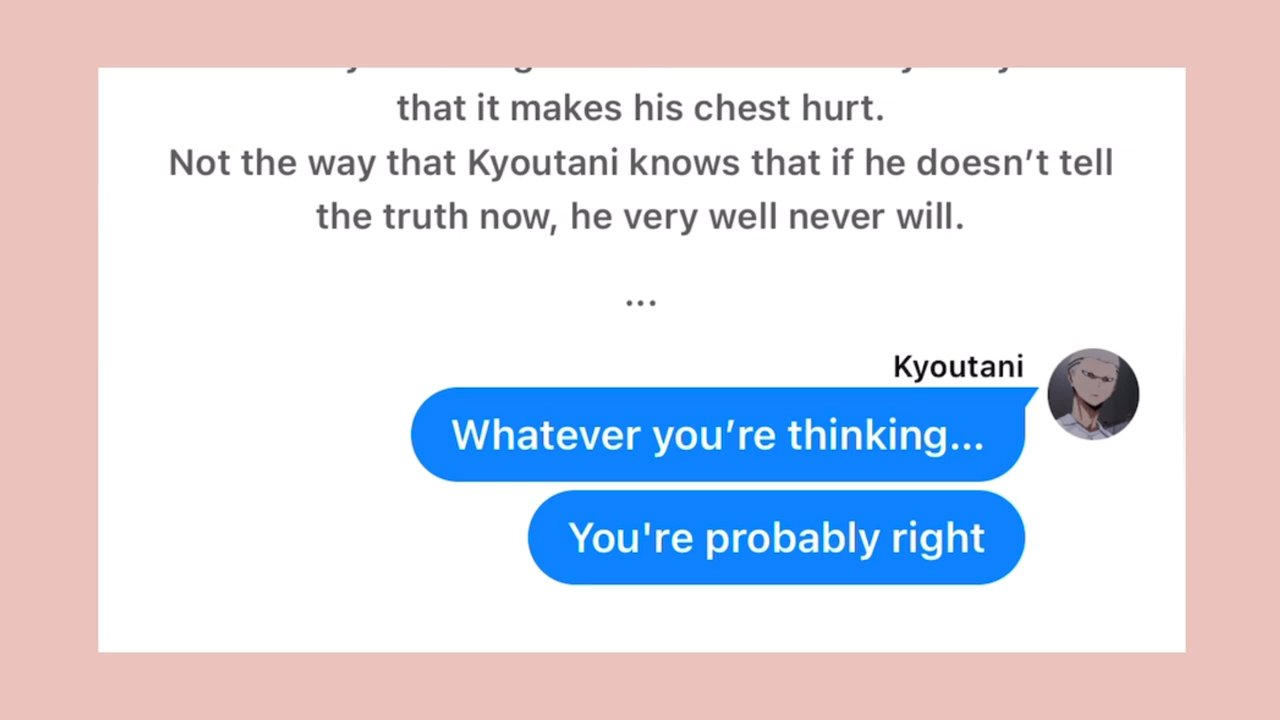 that it makes his chest hurt.
Not the way that Kyoutani knows that if he doesn’t tell
the truth now, he very well never will.
...
Kyoutani
Whatever you’re thinking...
You're probably right